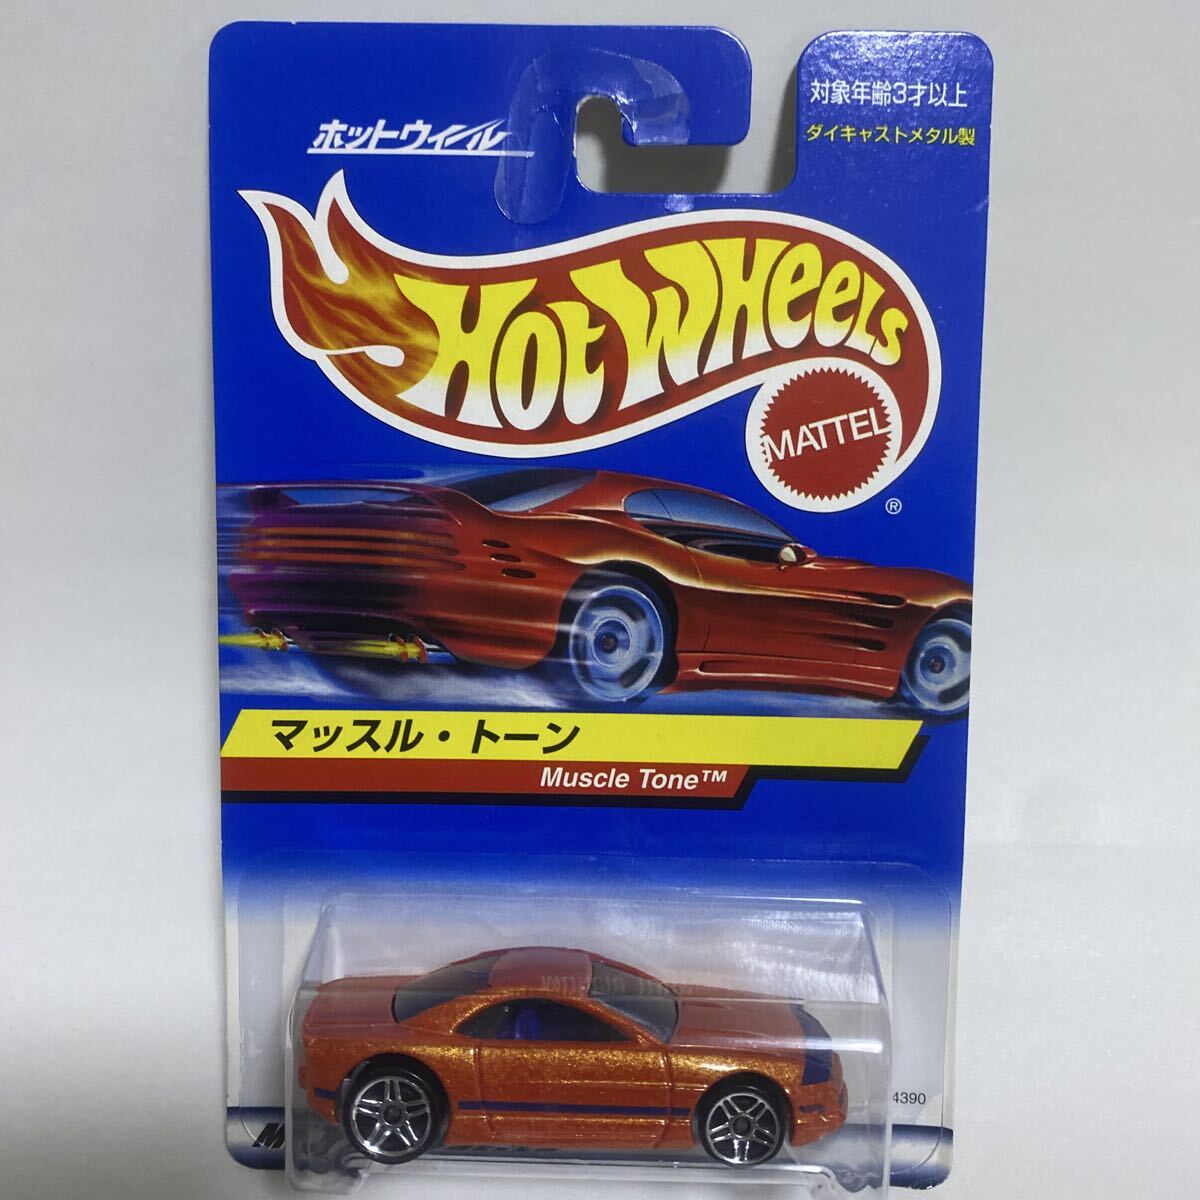 対象年齢3才以上
ダイキャストメタル製
ホットウィール
Hot Wheels
MATTEL
®
マッスル・トーン
Muscle Tone™
4390